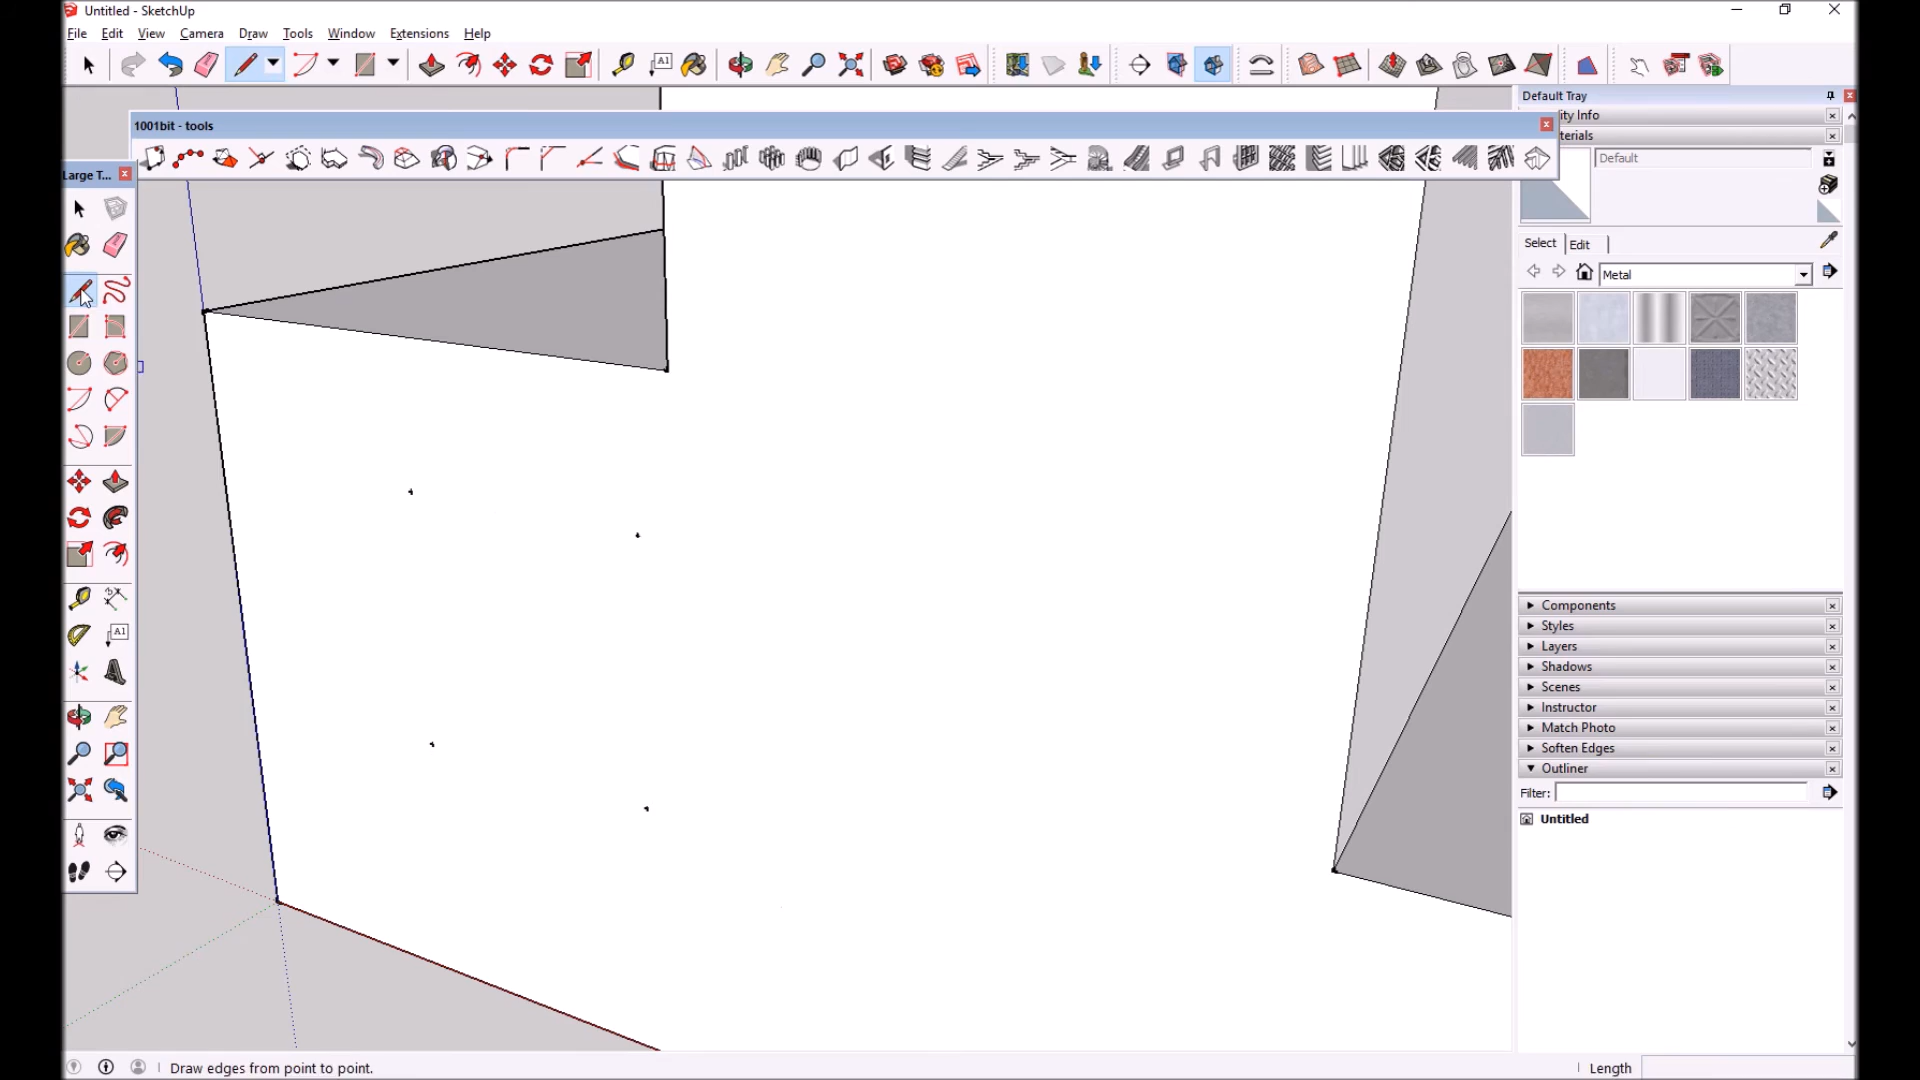 Untitled - SketchUp
File Edit View Camera Draw Tools Window Extensions Help
A1
Default Tray
1001bit - tools
ity Info
terials
Large T...
Default
Select Edit
Metal
A1
Components
Styles
Layers
Shadows
Scenes
Instructor
Match Photo
Soften Edges
Outliner
Filter:
Untitled
Draw edges from point to point.
Length